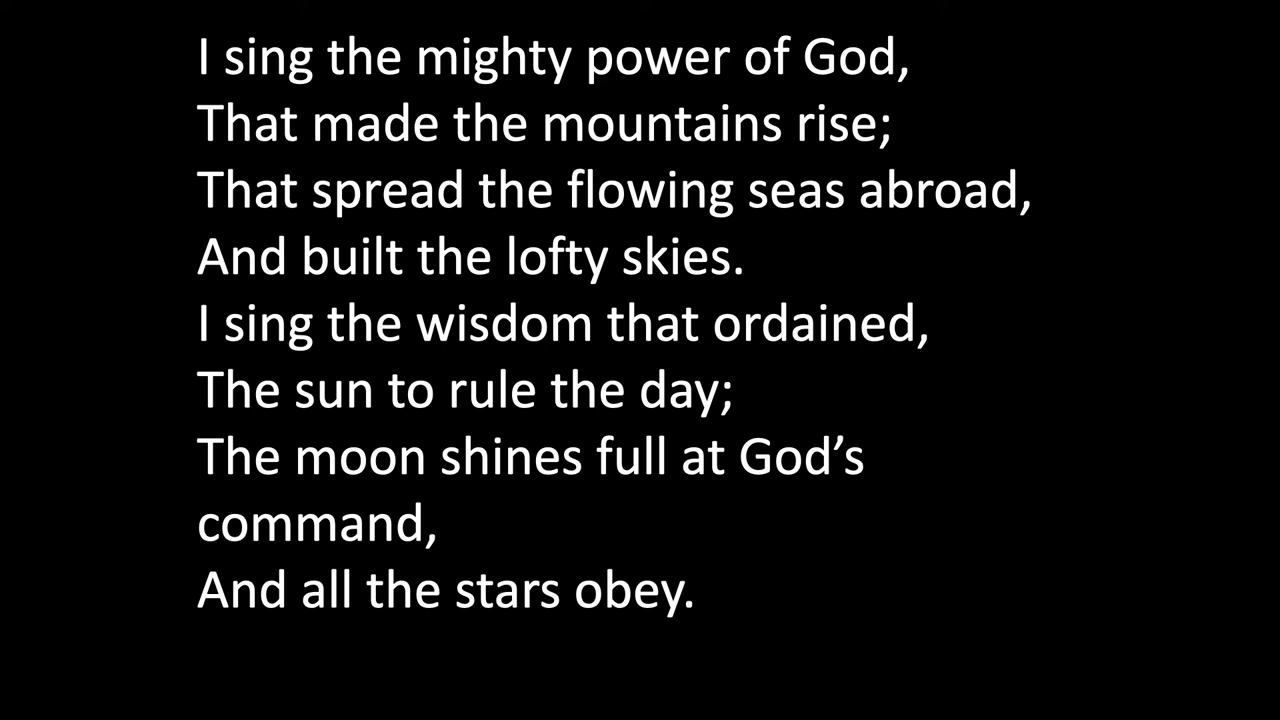 I sing the mighty power of God,
That made the mountains rise;
That spread the flowing seas abroad,
And built the lofty skies.
I sing the wisdom that ordained,
The sun to rule the day;
The moon shines full at God’s
command,
And all the stars obey.